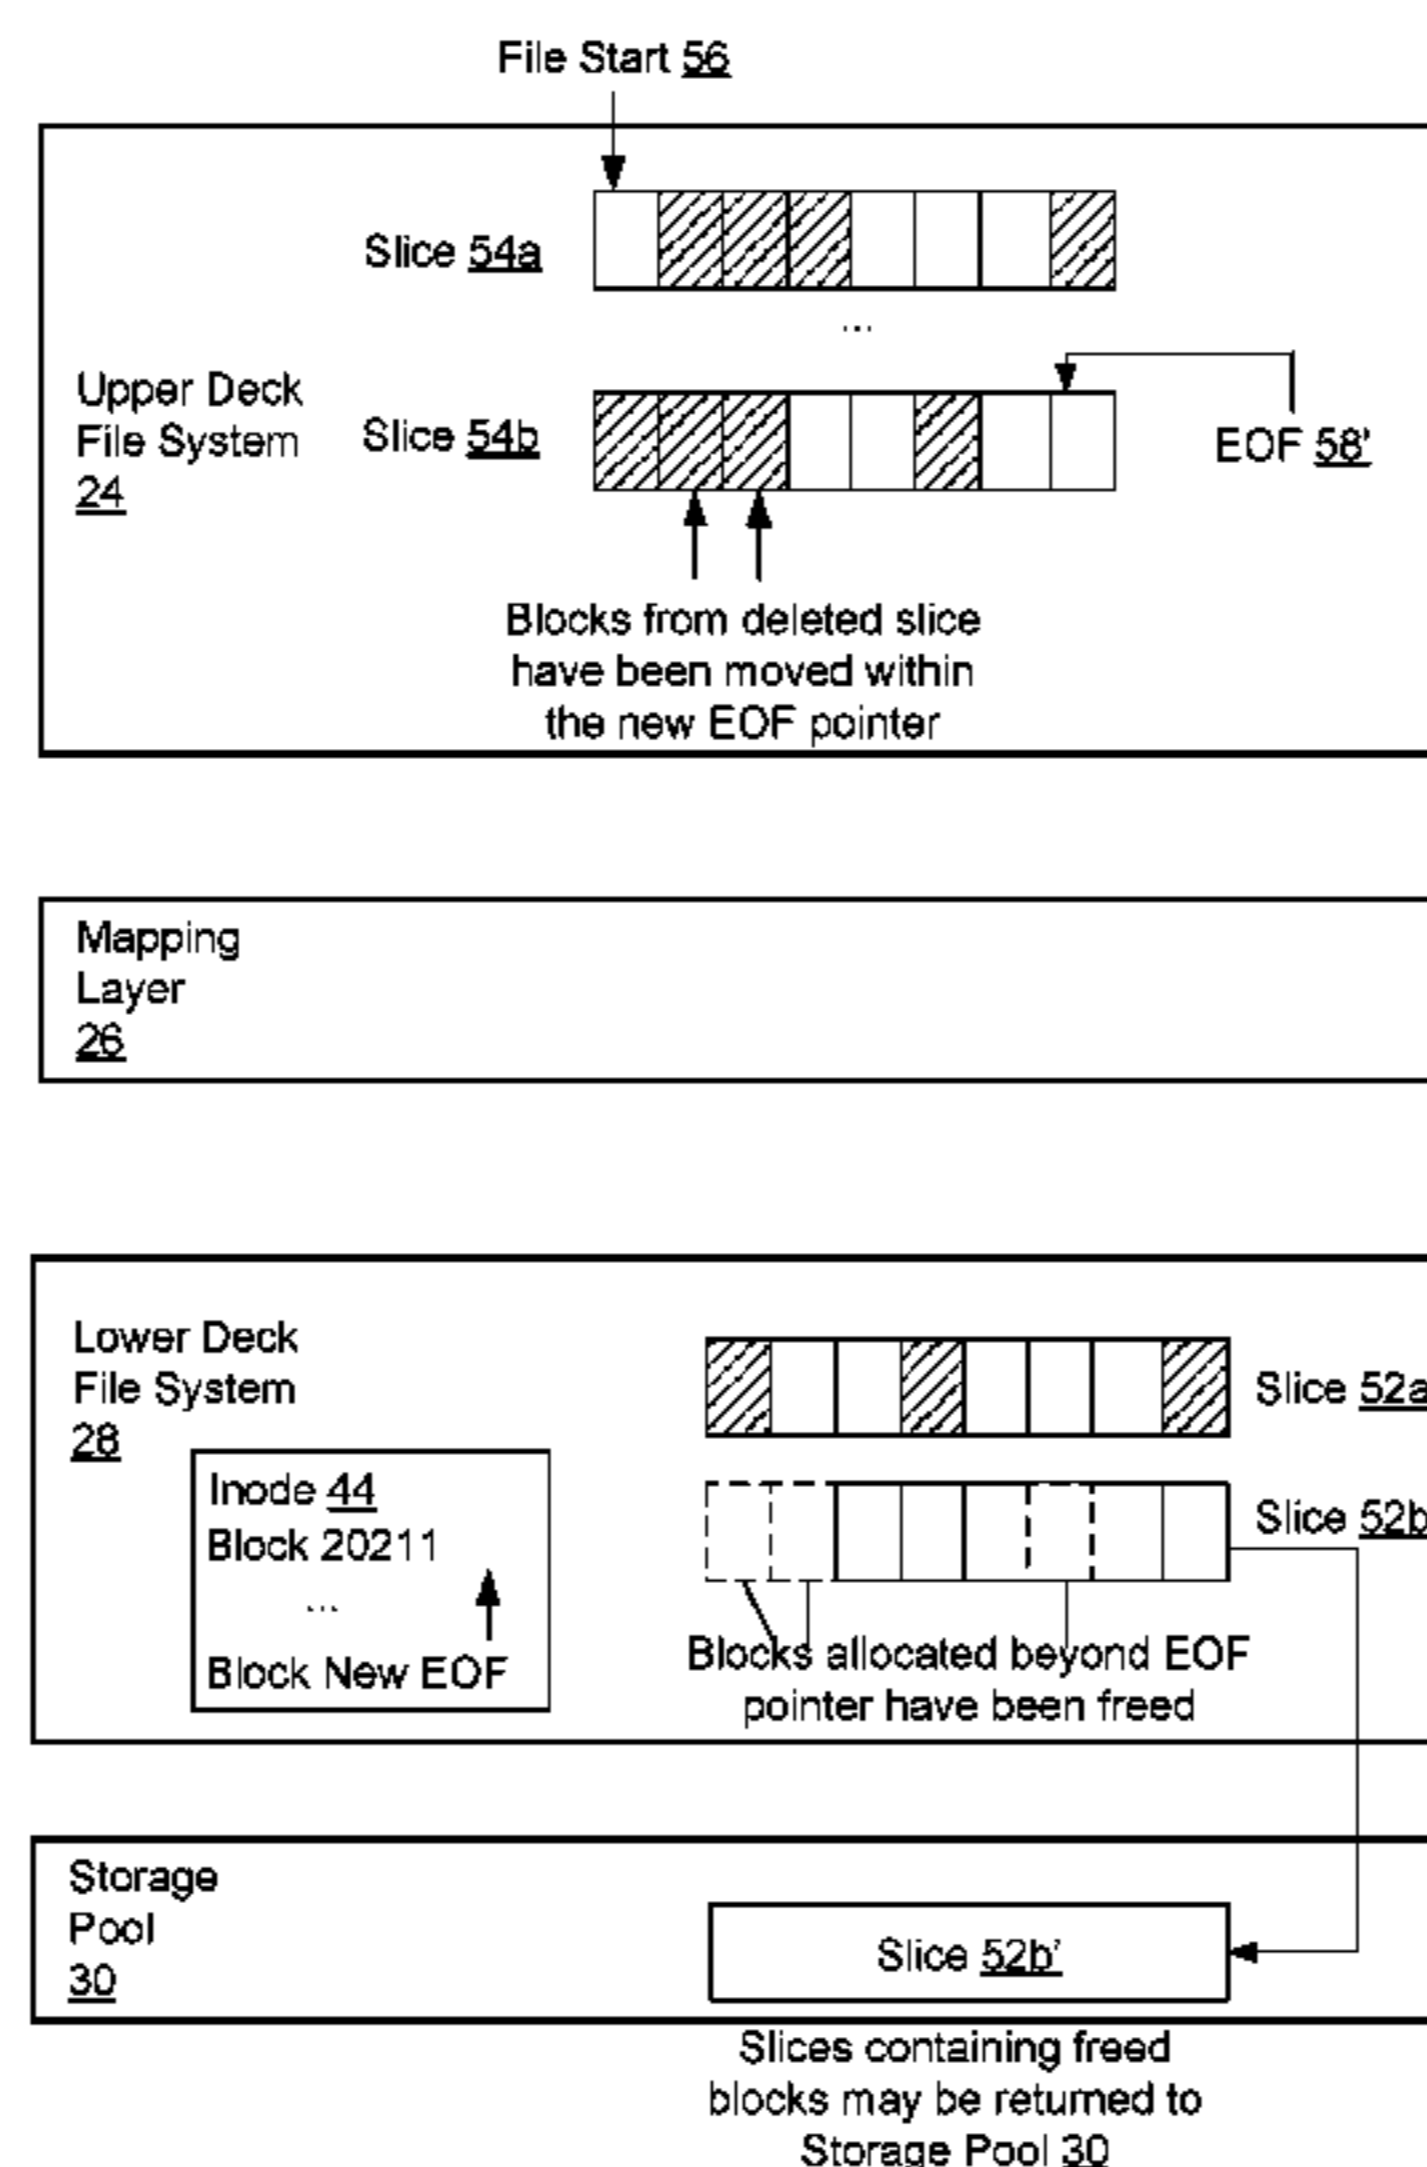 File Start 56
Slice 54a
...
Upper Deck
File System
24
Slice 54b
EOF 58'
Blocks from deleted slice
have been moved within
the new EOF pointer
Mapping
Layer
26
Lower Deck
File System
28
Slice 52a
Inode 44
Block 20211
...
Block New EOF
Slice 52b
Blocks allocated beyond EOF
pointer have been freed
Storage
Pool
30
Slice 52b'
Slices containing freed
blocks may be returned to
Storage Pool 30